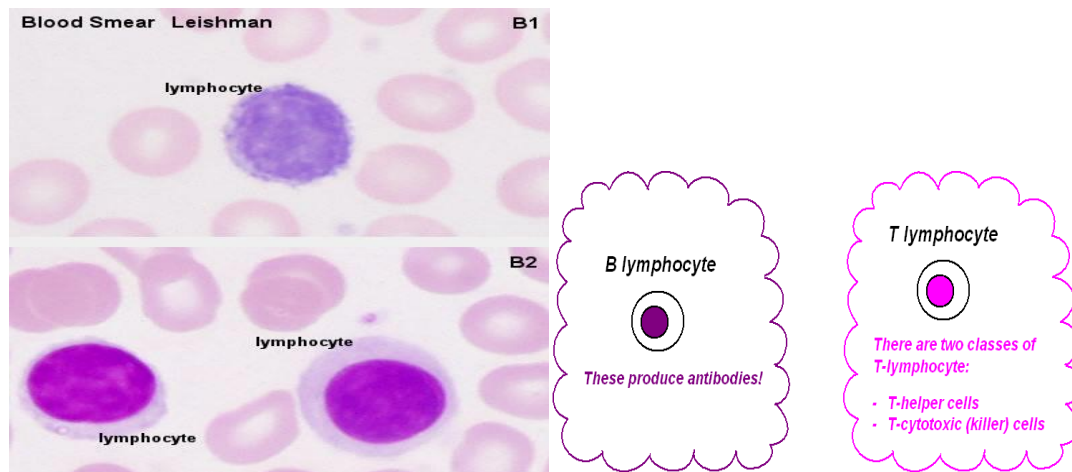 Blood Smear Leishman B1
lymphocyte
B2
lymphocyte
lymphocyte
B lymphocyte
These produce antibodies!
T lymphocyte
There are two classes of
T-lymphocyte:
- T-helper cells
- T-cytotoxic (killer) cells